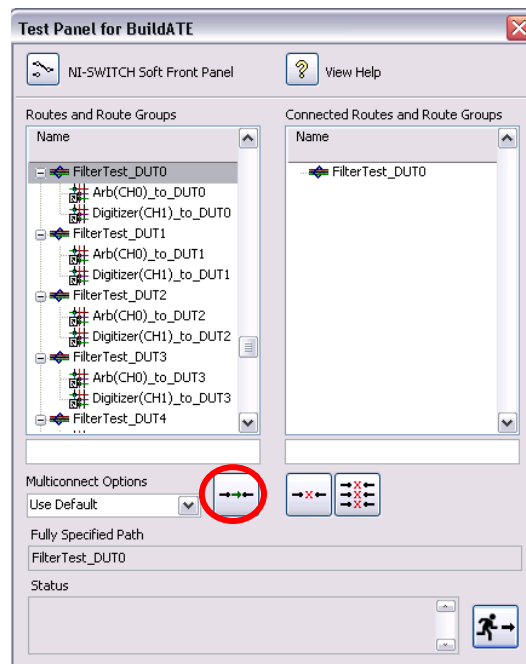 Test Panel for BuildATE
NI-SWITCH Soft Front Panel
View Help
Routes and Route Groups
Name
FilterTest_DUT0
Arb(CH0)_to_DUT0
Digitizer(CH1)_to_DUT0
FilterTest_DUT1
Arb(CH0)_to_DUT1
Digitizer(CH1)_to_DUT1
FilterTest_DUT2
Arb(CH0)_to_DUT2
Digitizer(CH1)_to_DUT2
FilterTest_DUT3
Arb(CH0)_to_DUT3
Digitizer(CH1)_to_DUT3
FilterTest_DUT4
Connected Routes and Route Groups
Name
FilterTest_DUT0
Multiconnect Options
Use Default
Fully Specified Path
FilterTest_DUT0
Status